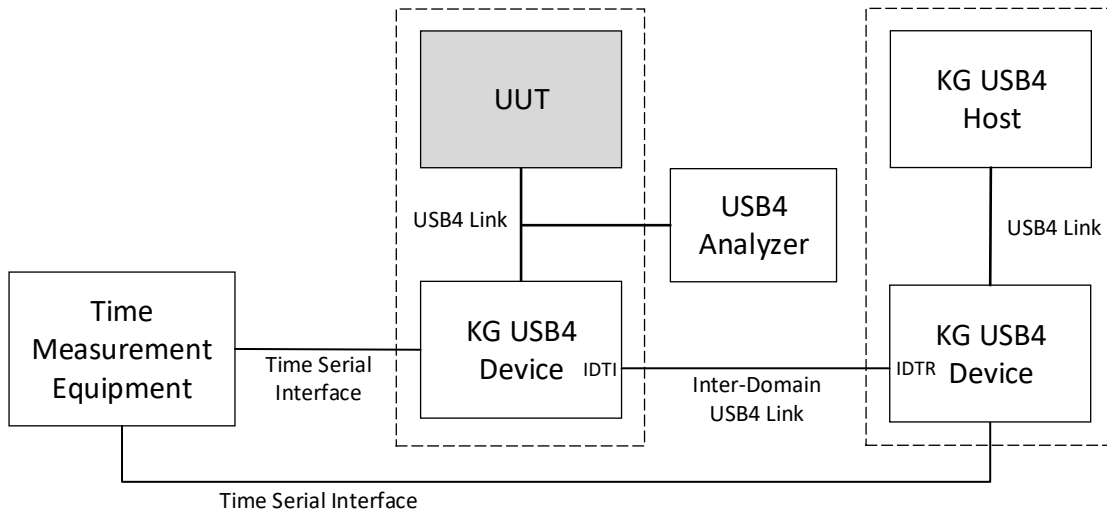 UUT
KG USB4
Host
USB4 Link
USB4
Analyzer
USB4 Link
Time
Measurement
Equipment
Time Serial
Interface
KG USB4
Device
IDTI
Inter-Domain
USB4 Link
IDTR
KG USB4
Device
Time Serial Interface